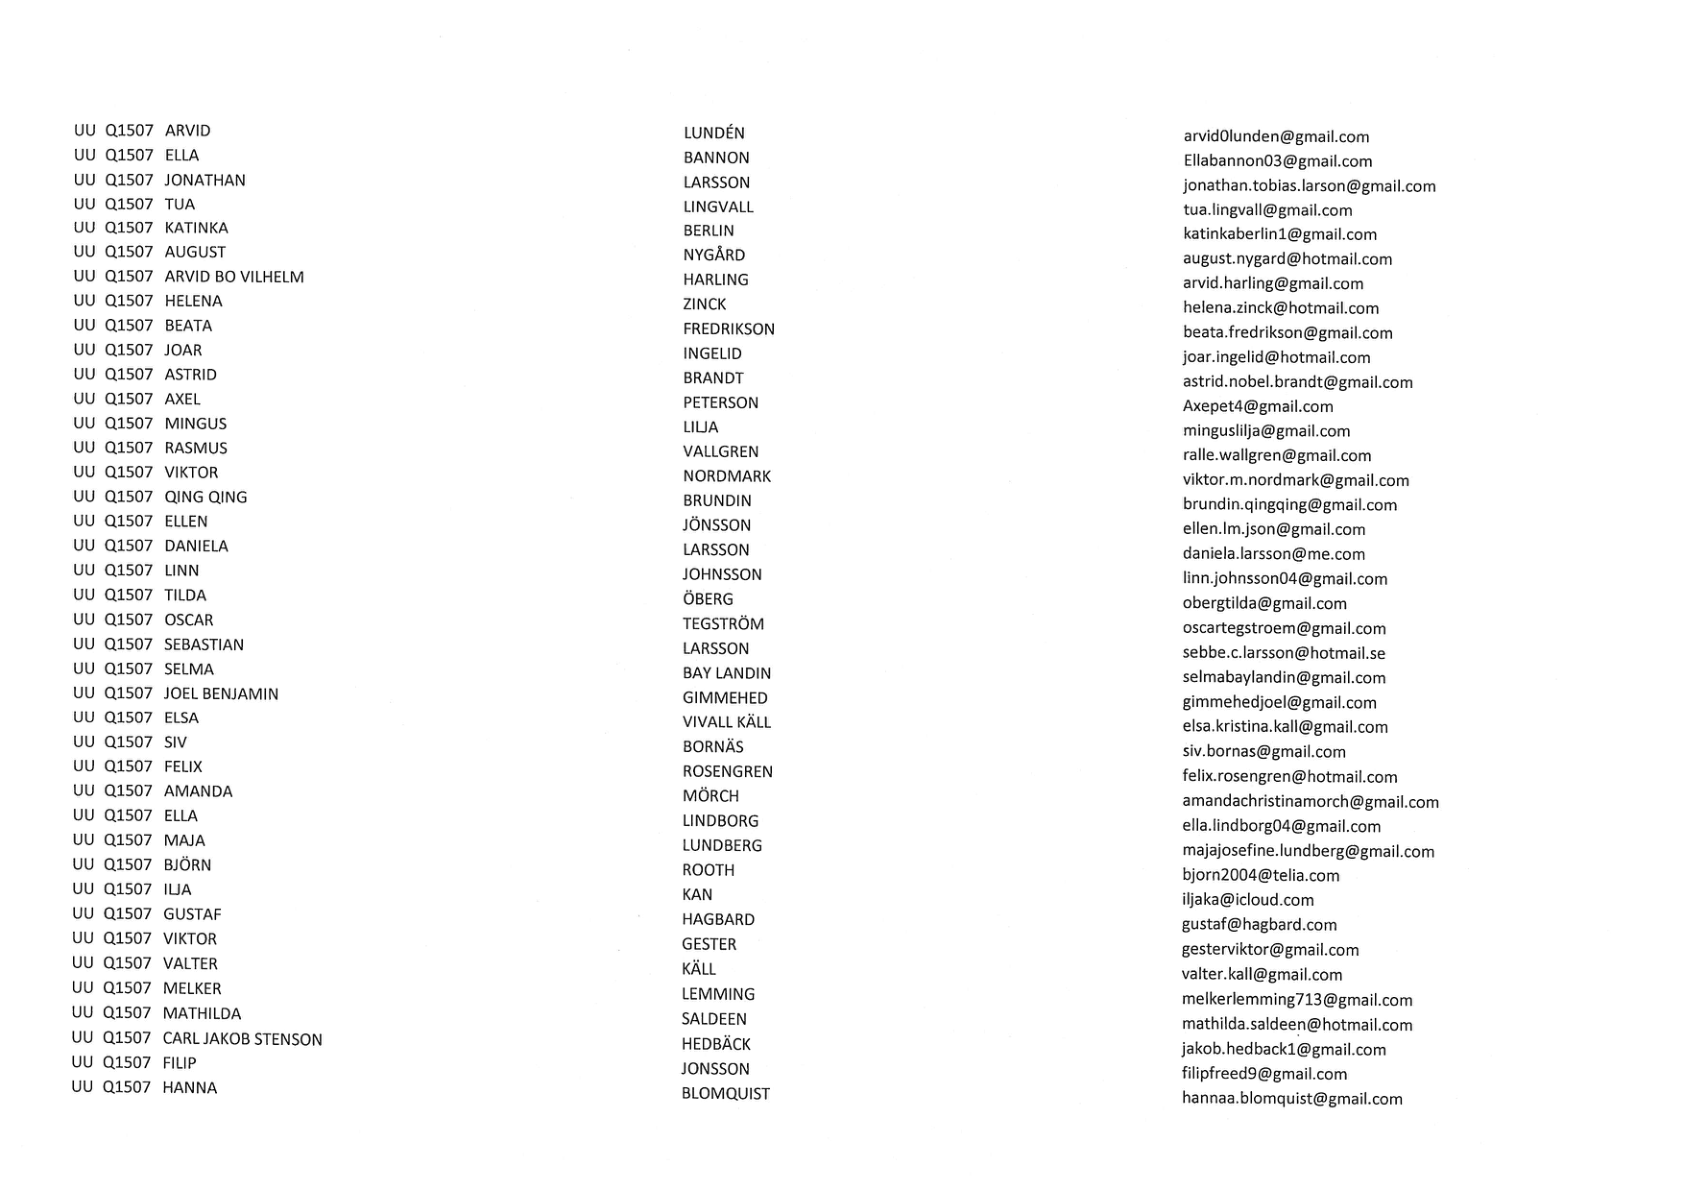 UU Q1507 ARVID LUNDÉN arvid0lunden@gmail.com
UU Q1507 ELLA BANNON Ellabannon03@gmail.com
UU Q1507 JONATHAN LARSSON jonathan.tobias.larson@gmail.com
UU Q1507 TUA LINGVALL tua.lingvall@gmail.com
UU Q1507 KATINKA BERLIN katinkaberlin1@gmail.com
UU Q1507 AUGUST NYGÅRD august.nygard@hotmail.com
UU Q1507 ARVID BO VILHELM HARLING arvid.harling@gmail.com
UU Q1507 HELENA ZINCK helena.zinck@hotmail.com
UU Q1507 BEATA FREDRIKSON beata.fredrikson@gmail.com
UU Q1507 JOAR INGELID joar.ingelid@hotmail.com
UU Q1507 ASTRID BRANDT astrid.nobel.brandt@gmail.com
UU Q1507 AXEL PETERSON Axepet4@gmail.com
UU Q1507 MINGUS LILJA minguslilja@gmail.com
UU Q1507 RASMUS VALLGREN ralle.wallgren@gmail.com
UU Q1507 VIKTOR NORDMARK viktor.m.nordmark@gmail.com
UU Q1507 QING QING BRUNDIN brundin.qingqing@gmail.com
UU Q1507 ELLEN JÖNSSON ellen.lm.json@gmail.com
UU Q1507 DANIELA LARSSON daniela.larsson@me.com
UU Q1507 LINN JOHNSSON linn.johnsson04@gmail.com
UU Q1507 TILDA ÖBERG obergtilda@gmail.com
UU Q1507 OSCAR TEGSTRÖM oscartegstroem@gmail.com
UU Q1507 SEBASTIAN LARSSON sebbe.c.larsson@hotmail.se
UU Q1507 SELMA BAY LANDIN selmabaylandin@gmail.com
UU Q1507 JOEL BENJAMIN GIMMEHED gimmehedjoel@gmail.com
UU Q1507 ELSA VIVALL KÄLL elsa.kristina.kall@gmail.com
UU Q1507 SIV BORNÄS siv.bornas@gmail.com
UU Q1507 FELIX ROSENGREN felix.rosengren@hotmail.com
UU Q1507 AMANDA MÖRCH amandachristinamorch@gmail.com
UU Q1507 ELLA LINDBORG ella.lindborg04@gmail.com
UU Q1507 MAJA LUNDBERG majajosefine.lundberg@gmail.com
UU Q1507 BJÖRN ROOTH bjorn2004@telia.com
UU Q1507 ILJA KAN iljaka@icloud.com
UU Q1507 GUSTAF HAGBARD gustaf@hagbard.com
UU Q1507 VIKTOR GESTER gesterviktor@gmail.com
UU Q1507 VALTER KÄLL valter.kall@gmail.com
UU Q1507 MELKER LEMMING melkerlemming713@gmail.com
UU Q1507 MATHILDA SALDEEN mathilda.saldeen@hotmail.com
UU Q1507 CARL JAKOB STENSON HEDBÄCK jakob.hedback1@gmail.com
UU Q1507 FILIP JONSSON filipfreed9@gmail.com
UU Q1507 HANNA BLOMQUIST hannaa.blomquist@gmail.com